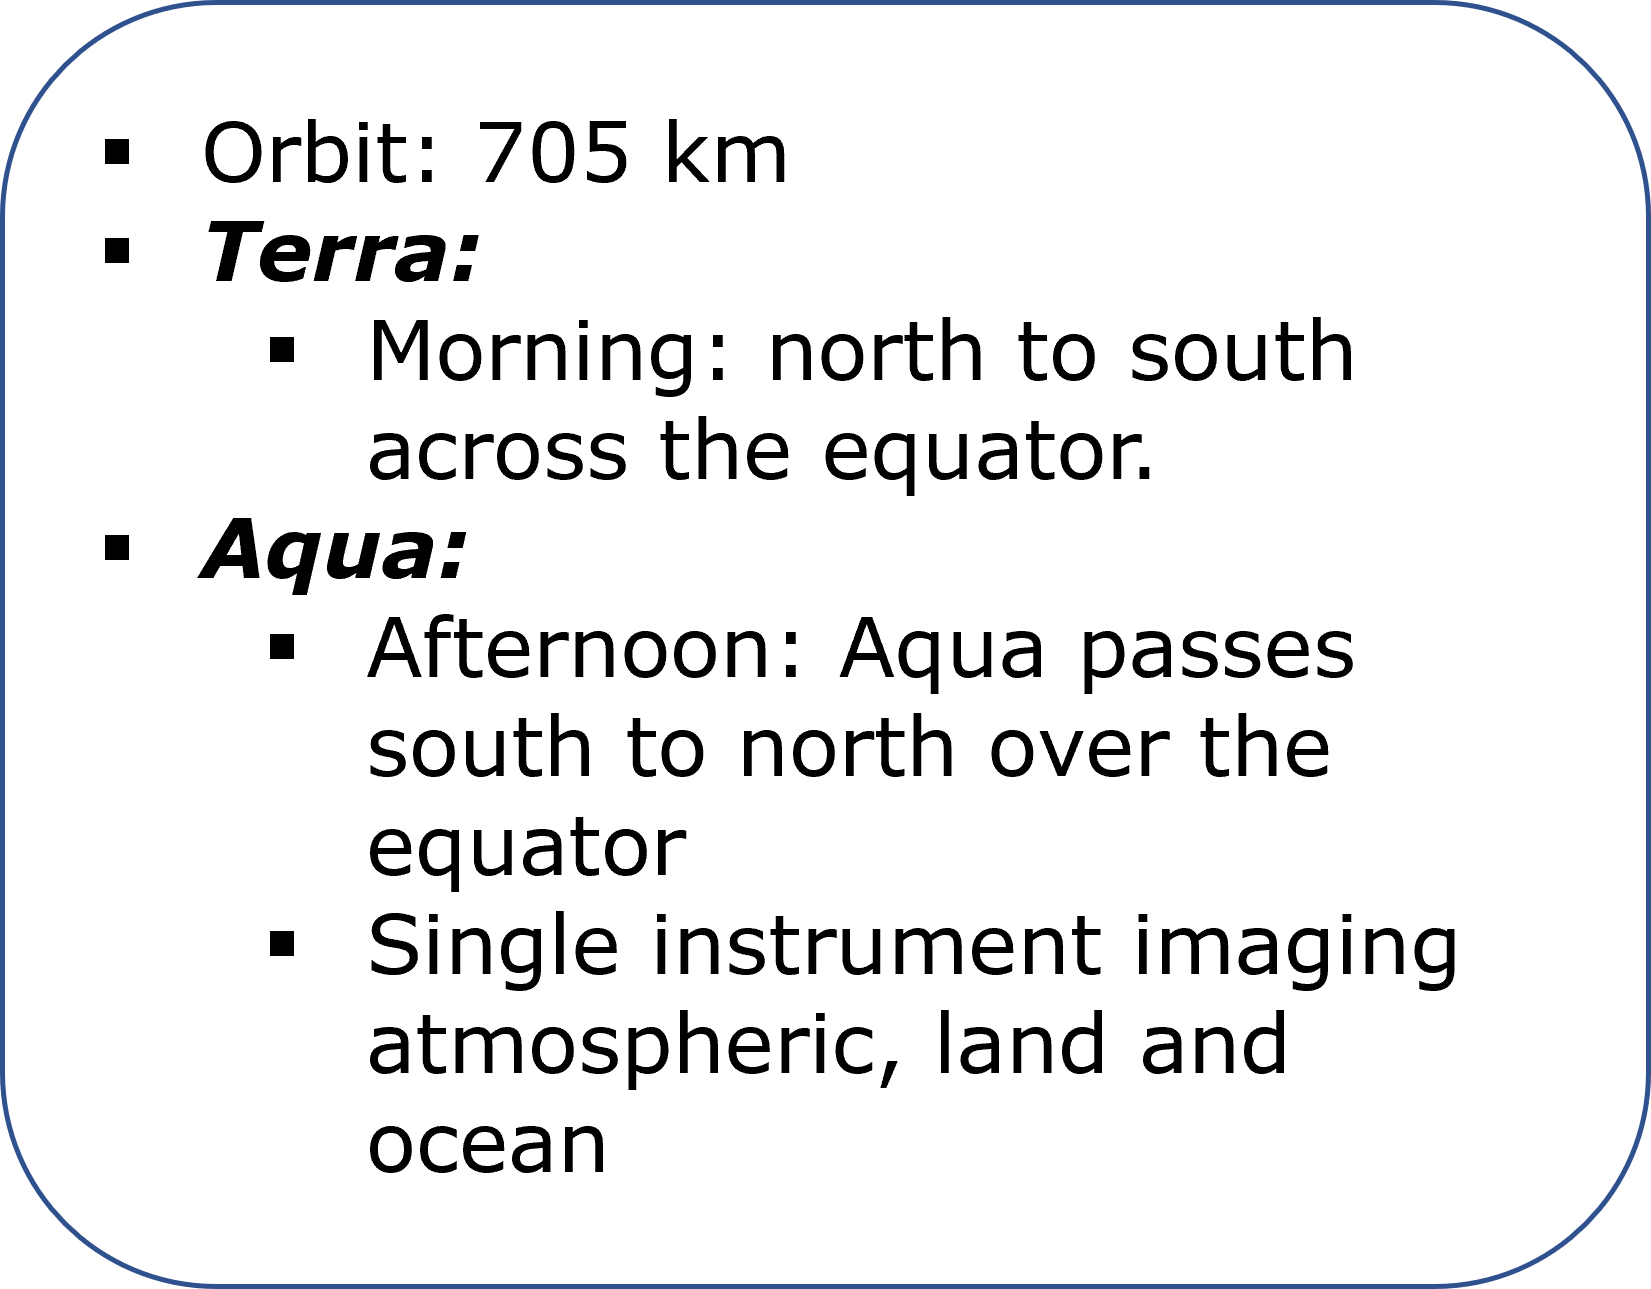 ▪ Orbit: 705 km
▪ Terra:
▪ Morning: north to south
across the equator.
▪ Aqua:
▪ Afternoon: Aqua passes
south to north over the
equator
▪ Single instrument imaging
atmospheric, land and
ocean